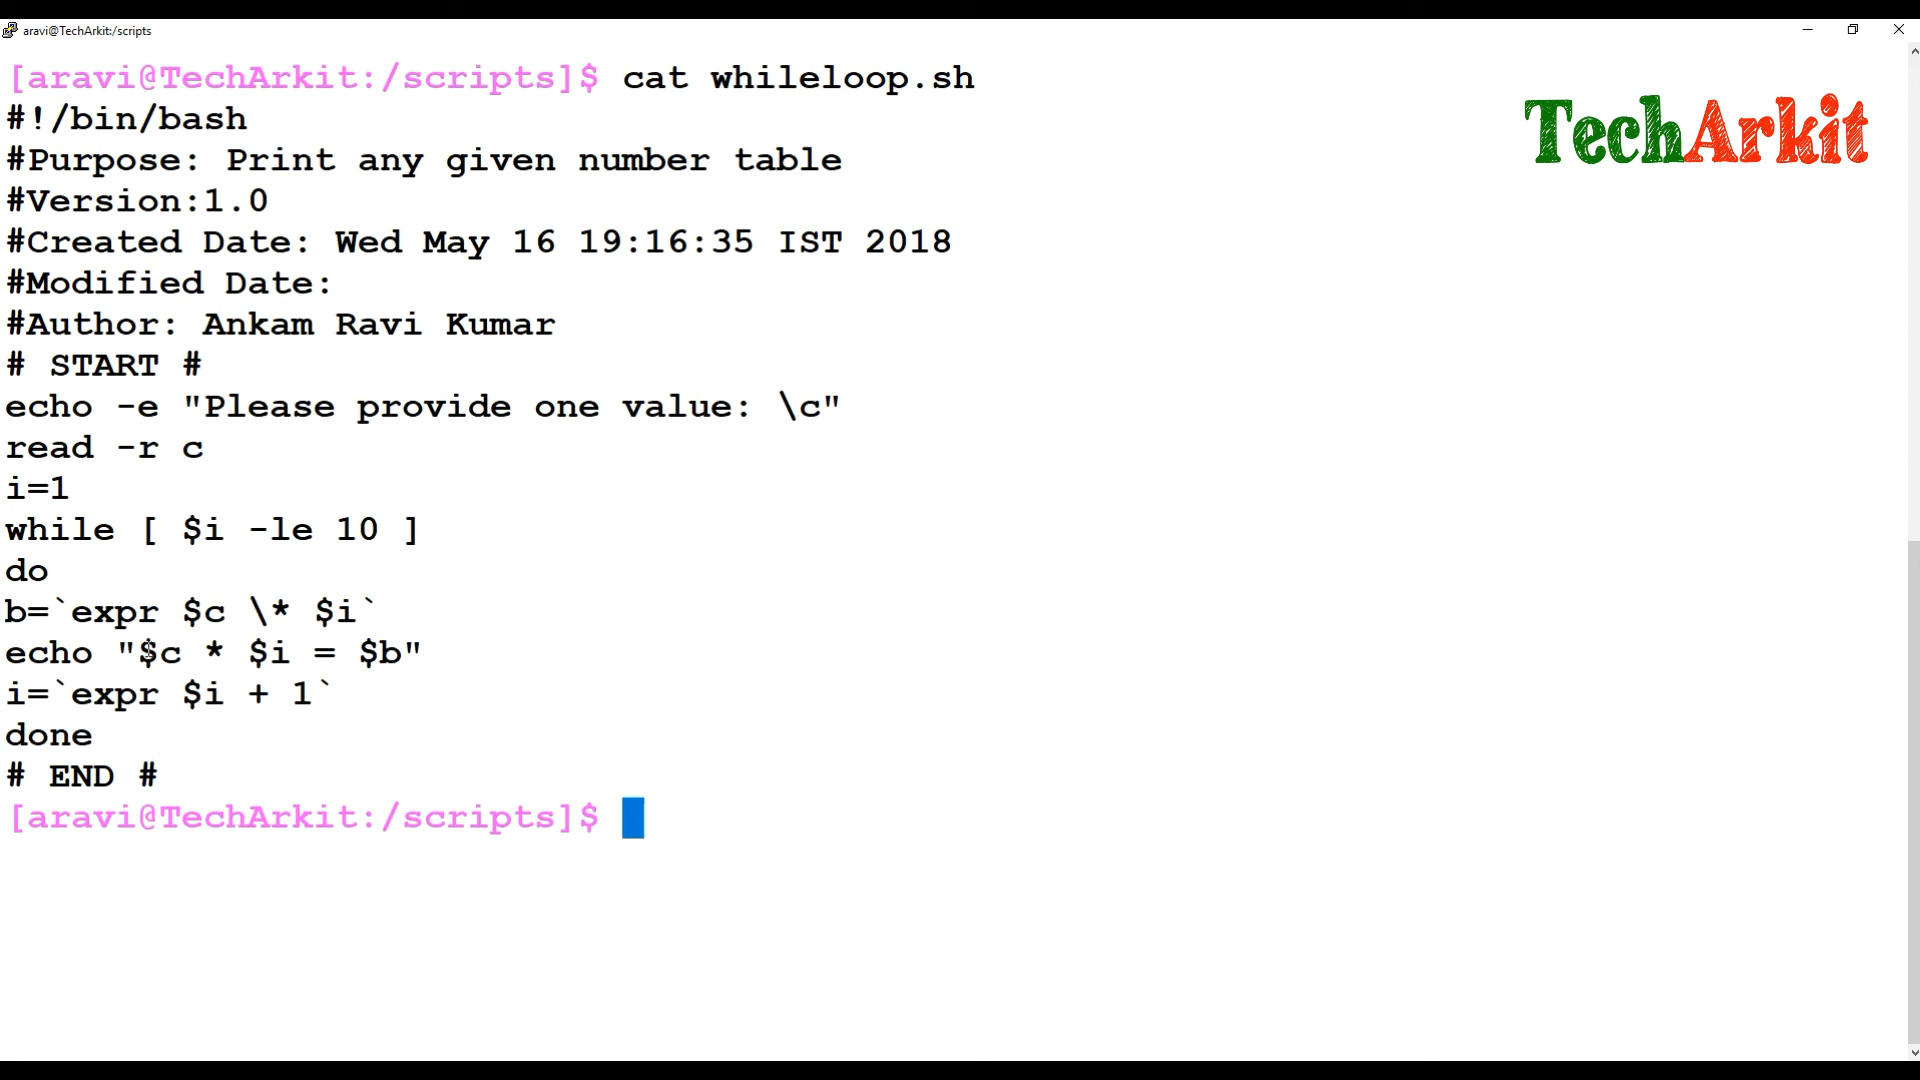 aravi@TechArkit:/scripts
[aravi@TechArkit:/scripts]$ cat whileloop.sh
#!/bin/bash
#Purpose: Print any given number table
#Version:1.0
#Created Date: Wed May 16 19:16:35 IST 2018
#Modified Date:
#Author: Ankam Ravi Kumar
# START #
echo -e "Please provide one value: \c"
read -r c
i=1
while [ $i -le 10 ]
do
b=`expr $c \* $i`
echo "$c * $i = $b"
i=`expr $i + 1`
done
# END #
[aravi@TechArkit:/scripts]$
TechArkit